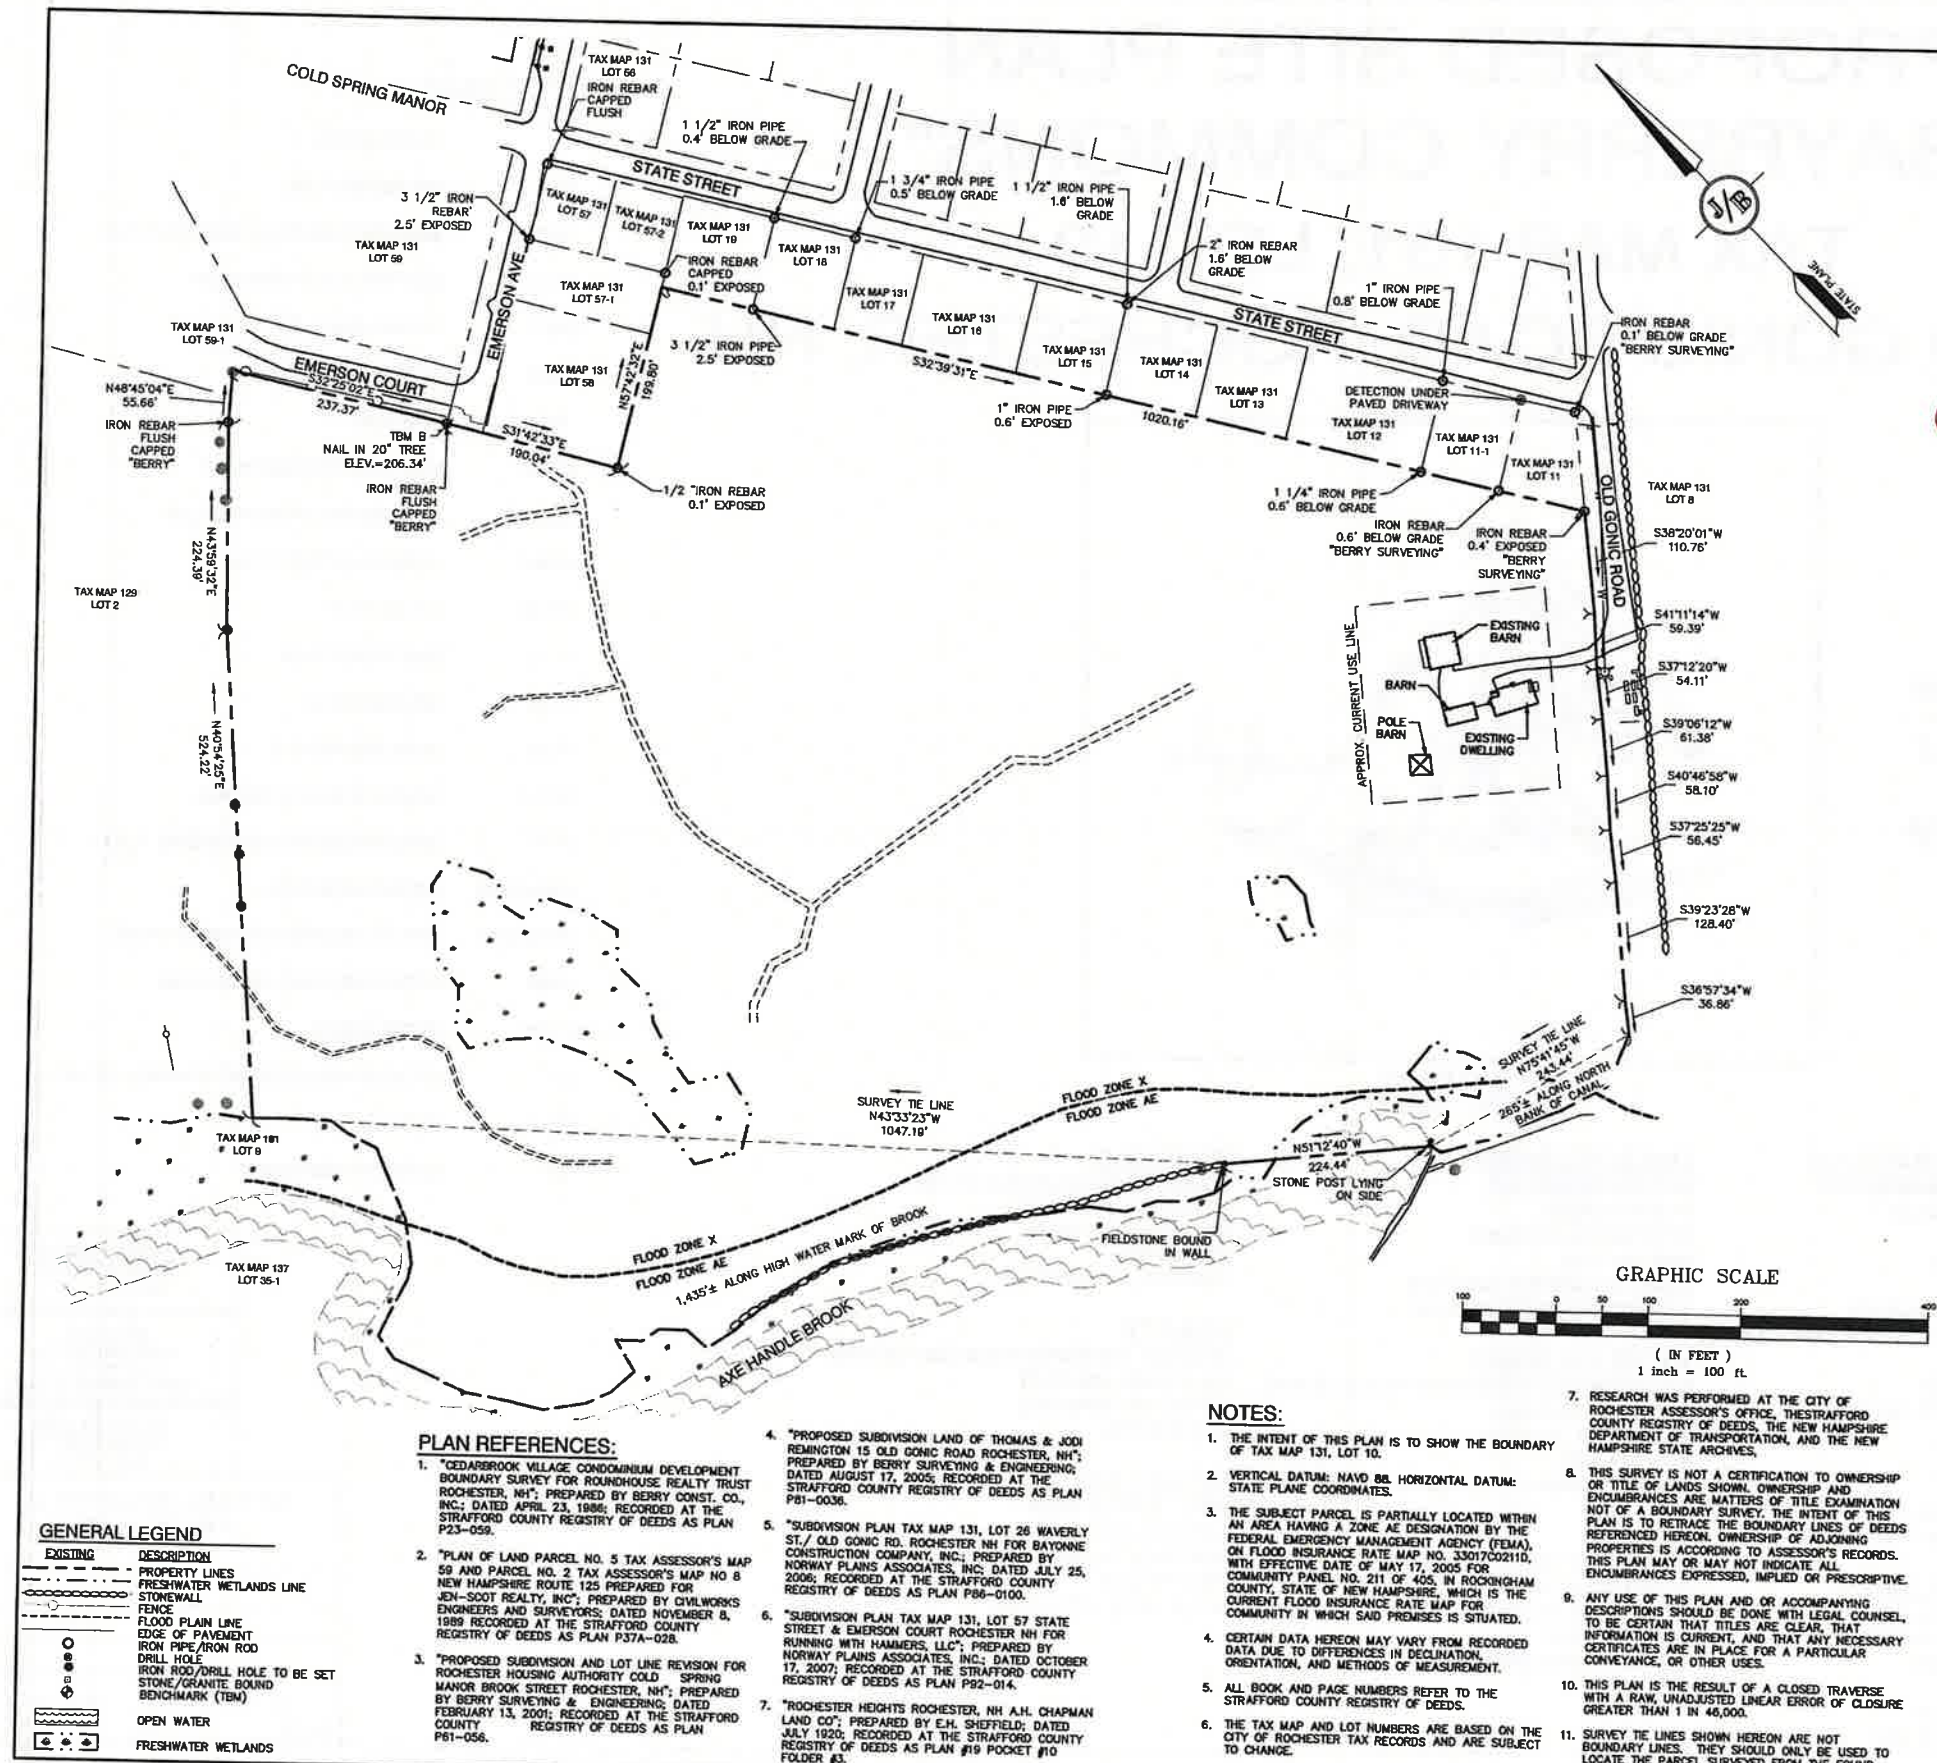 COLD SPRING MANOR
TAX MAP 131
LOT 56
IRON REBAR
CAPPED
FLUSH
1 1/2" IRON PIPE
0.4' BELOW GRADE
STATE STREET
3 1/2" IRON
REBAR'
2.5' EXPOSED
TAX MAP 131
LOT 59
TAX MAP 131
LOT 57
TAX MAP 131
LOT 57-2
TAX MAP 131
LOT 19
TAX MAP 131
LOT 18
1 3/4" IRON PIPE
0.5' BELOW GRADE
1 1/2" IRON PIPE
1.6' BELOW
GRADE
2" IRON REBAR
1.6' BELOW
GRADE
J/B
STATE PLANE
IRON REBAR
CAPPED
0.1' EXPOSED
TAX MAP 131
LOT 57-1
EMERSON AVE
TAX MAP 131
LOT 17
TAX MAP 131
LOT 16
1" IRON PIPE
0.8' BELOW GRADE
STATE STREET
IRON REBAR
0.1' BELOW GRADE
"BERRY SURVEYING"
TAX MAP 131
LOT 59-1
EMERSON COURT
S32°25'02"E
237.37'
TAX MAP 131
LOT 58
N57°42'32"E
199.80'
3 1/2" IRON PIPE
2.5' EXPOSED
S32°39'31"E
1020.16'
TAX MAP 131
LOT 15
TAX MAP 131
LOT 14
TAX MAP 131
LOT 13
DETECTION UNDER
PAVED DRIVEWAY
N48°45'04"E
55.66'
IRON REBAR
FLUSH
CAPPED
"BERRY"
TBM B
NAIL IN 20" TREE
ELEV.=206.34'
S31°42'33"E
190.04'
1" IRON PIPE
0.6' EXPOSED
TAX MAP 131
LOT 12
TAX MAP 131
LOT 11-1
TAX MAP 131
LOT 11
TAX MAP 131
LOT 8
OLD GONIC ROAD
IRON REBAR
FLUSH
CAPPED
"BERRY"
1/2 "IRON REBAR
0.1' EXPOSED
1 1/4" IRON PIPE
0.6' BELOW GRADE
IRON REBAR
0.6' BELOW GRADE
"BERRY SURVEYING"
IRON REBAR
0.4' EXPOSED
"BERRY
SURVEYING"
N43°59'32"E
224.39'
TAX MAP 129
LOT 2
N40°54'25"E
524.22'
S38°20'01"W
110.76'
S41°11'14"W
59.39'
S37°12'20"W
54.11'
S39°06'12"W
61.38'
S40°46'58"W
58.10'
S37°25'25"W
56.45'
S39°23'28"W
128.40'
S36°57'34"W
36.86'
APPROX. CURRENT USE LINE
EXISTING
BARN
BARN
POLE
BARN
EXISTING
DWELLING
W
SURVEY TIE LINE
N75°41'45"W
243.44'
265'± ALONG NORTH
BANK OF CANAL
SURVEY TIE LINE
N43°33'23"W
1047.19'
FLOOD ZONE X
FLOOD ZONE AE
N51°12'40"W
224.44'
STONE POST LYING
ON SIDE
TAX MAP 181
LOT 9
FLOOD ZONE X
FLOOD ZONE AE
1,435'± ALONG HIGH WATER MARK OF BROOK
FIELDSTONE BOUND
IN WALL
TAX MAP 137
LOT 35-1
AXE HANDLE BROOK
GRAPHIC SCALE
100 0 50 100 200 400
( IN FEET )
1 inch = 100 ft.
GENERAL LEGEND
EXISTING DESCRIPTION
PROPERTY LINES
FRESHWATER WETLANDS LINE
STONEWALL
FENCE
FLOOD PLAIN LINE
EDGE OF PAVEMENT
IRON PIPE/IRON ROD
DRILL HOLE
IRON ROD/DRILL HOLE TO BE SET
STONE/GRANITE BOUND
BENCHMARK (TBM)
OPEN WATER
FRESHWATER WETLANDS
PLAN REFERENCES:
1. "CEDARBROOK VILLAGE CONDOMINIUM DEVELOPMENT
BOUNDARY SURVEY FOR ROUNDHOUSE REALTY TRUST
ROCHESTER, NH"; PREPARED BY BERRY CONST. CO.,
INC.; DATED APRIL 23, 1986; RECORDED AT THE
STRAFFORD COUNTY REGISTRY OF DEEDS AS PLAN
P23-059.
2. "PLAN OF LAND PARCEL NO. 5 TAX ASSESSOR'S MAP
59 AND PARCEL NO. 2 TAX ASSESSOR'S MAP NO 8
NEW HAMPSHIRE ROUTE 125 PREPARED FOR
JEN-SCOT REALTY, INC"; PREPARED BY CIVILWORKS
ENGINEERS AND SURVEYORS; DATED NOVEMBER 8,
1989 RECORDED AT THE STRAFFORD COUNTY
REGISTRY OF DEEDS AS PLAN P37A-028.
3. "PROPOSED SUBDIVISION AND LOT LINE REVISION FOR
ROCHESTER HOUSING AUTHORITY COLD SPRING
MANOR BROOK STREET ROCHESTER, NH"; PREPARED
BY BERRY SURVEYING & ENGINEERING; DATED
FEBRUARY 13, 2001; RECORDED AT THE STRAFFORD
COUNTY REGISTRY OF DEEDS AS PLAN
P61-056.
4. "PROPOSED SUBDIVISION LAND OF THOMAS & JODI
REMINGTON 15 OLD GONIC ROAD ROCHESTER, NH";
PREPARED BY BERRY SURVEYING & ENGINEERING;
DATED AUGUST 17, 2005; RECORDED AT THE
STRAFFORD COUNTY REGISTRY OF DEEDS AS PLAN
P81-0036.
5. "SUBDIVISION PLAN TAX MAP 131, LOT 26 WAVERLY
ST./ OLD GONIC RD. ROCHESTER NH FOR BAYONNE
CONSTRUCTION COMPANY, INC.; PREPARED BY
NORWAY PLAINS ASSOCIATES, INC; DATED JULY 25,
2006; RECORDED AT THE STRAFFORD COUNTY
REGISTRY OF DEEDS AS PLAN P86-0100.
6. "SUBDIVISION PLAN TAX MAP 131, LOT 57 STATE
STREET & EMERSON COURT ROCHESTER NH FOR
RUNNING WITH HAMMERS, LLC"; PREPARED BY
NORWAY PLAINS ASSOCIATES, INC.; DATED OCTOBER
17, 2007; RECORDED AT THE STRAFFORD COUNTY
REGISTRY OF DEEDS AS PLAN P92-014.
7. "ROCHESTER HEIGHTS ROCHESTER, NH A.H. CHAPMAN
LAND CO"; PREPARED BY E.H. SHEFFIELD; DATED
JULY 1920; RECORDED AT THE STRAFFORD COUNTY
REGISTRY OF DEEDS AS PLAN #19 POCKET #10
FOLDER #3.
NOTES:
1. THE INTENT OF THIS PLAN IS TO SHOW THE BOUNDARY
OF TAX MAP 131, LOT 10.
2. VERTICAL DATUM: NAVD 88. HORIZONTAL DATUM:
STATE PLANE COORDINATES.
3. THE SUBJECT PARCEL IS PARTIALLY LOCATED WITHIN
AN AREA HAVING A ZONE AE DESIGNATION BY THE
FEDERAL EMERGENCY MANAGEMENT AGENCY (FEMA),
ON FLOOD INSURANCE RATE MAP NO. 33017C0211D,
WITH EFFECTIVE DATE OF MAY 17, 2005 FOR
COMMUNITY PANEL NO. 211 OF 405, IN ROCKINGHAM
COUNTY, STATE OF NEW HAMPSHIRE, WHICH IS THE
CURRENT FLOOD INSURANCE RATE MAP FOR
COMMUNITY IN WHICH SAID PREMISES IS SITUATED.
4. CERTAIN DATA HEREON MAY VARY FROM RECORDED
DATA DUE TO DIFFERENCES IN DECLINATION,
ORIENTATION, AND METHODS OF MEASUREMENT.
5. ALL BOOK AND PAGE NUMBERS REFER TO THE
STRAFFORD COUNTY REGISTRY OF DEEDS.
6. THE TAX MAP AND LOT NUMBERS ARE BASED ON THE
CITY OF ROCHESTER TAX RECORDS AND ARE SUBJECT
TO CHANGE.
7. RESEARCH WAS PERFORMED AT THE CITY OF
ROCHESTER ASSESSOR'S OFFICE, THESTRAFFORD
COUNTY REGISTRY OF DEEDS, THE NEW HAMPSHIRE
DEPARTMENT OF TRANSPORTATION, AND THE NEW
HAMPSHIRE STATE ARCHIVES,
8. THIS SURVEY IS NOT A CERTIFICATION TO OWNERSHIP
OR TITLE OF LANDS SHOWN. OWNERSHIP AND
ENCUMBRANCES ARE MATTERS OF TITLE EXAMINATION
NOT OF A BOUNDARY SURVEY. THE INTENT OF THIS
PLAN IS TO RETRACE THE BOUNDARY LINES OF DEEDS
REFERENCED HEREON. OWNERSHIP OF ADJOINING
PROPERTIES IS ACCORDING TO ASSESSOR'S RECORDS.
THIS PLAN MAY OR MAY NOT INDICATE ALL
ENCUMBRANCES EXPRESSED, IMPLIED OR PRESCRIPTIVE.
9. ANY USE OF THIS PLAN AND OR ACCOMPANYING
DESCRIPTIONS SHOULD BE DONE WITH LEGAL COUNSEL,
TO BE CERTAIN THAT TITLES ARE CLEAR, THAT
INFORMATION IS CURRENT, AND THAT ANY NECESSARY
CERTIFICATES ARE IN PLACE FOR A PARTICULAR
CONVEYANCE, OR OTHER USES.
10. THIS PLAN IS THE RESULT OF A CLOSED TRAVERSE
WITH A RAW, UNADJUSTED LINEAR ERROR OF CLOSURE
GREATER THAN 1 IN 46,000.
11. SURVEY TIE LINES SHOWN HEREON ARE NOT
BOUNDARY LINES. THEY SHOULD ONLY BE USED TO
LOCATE THE PARCEL SURVEYED FROM THE FOUND